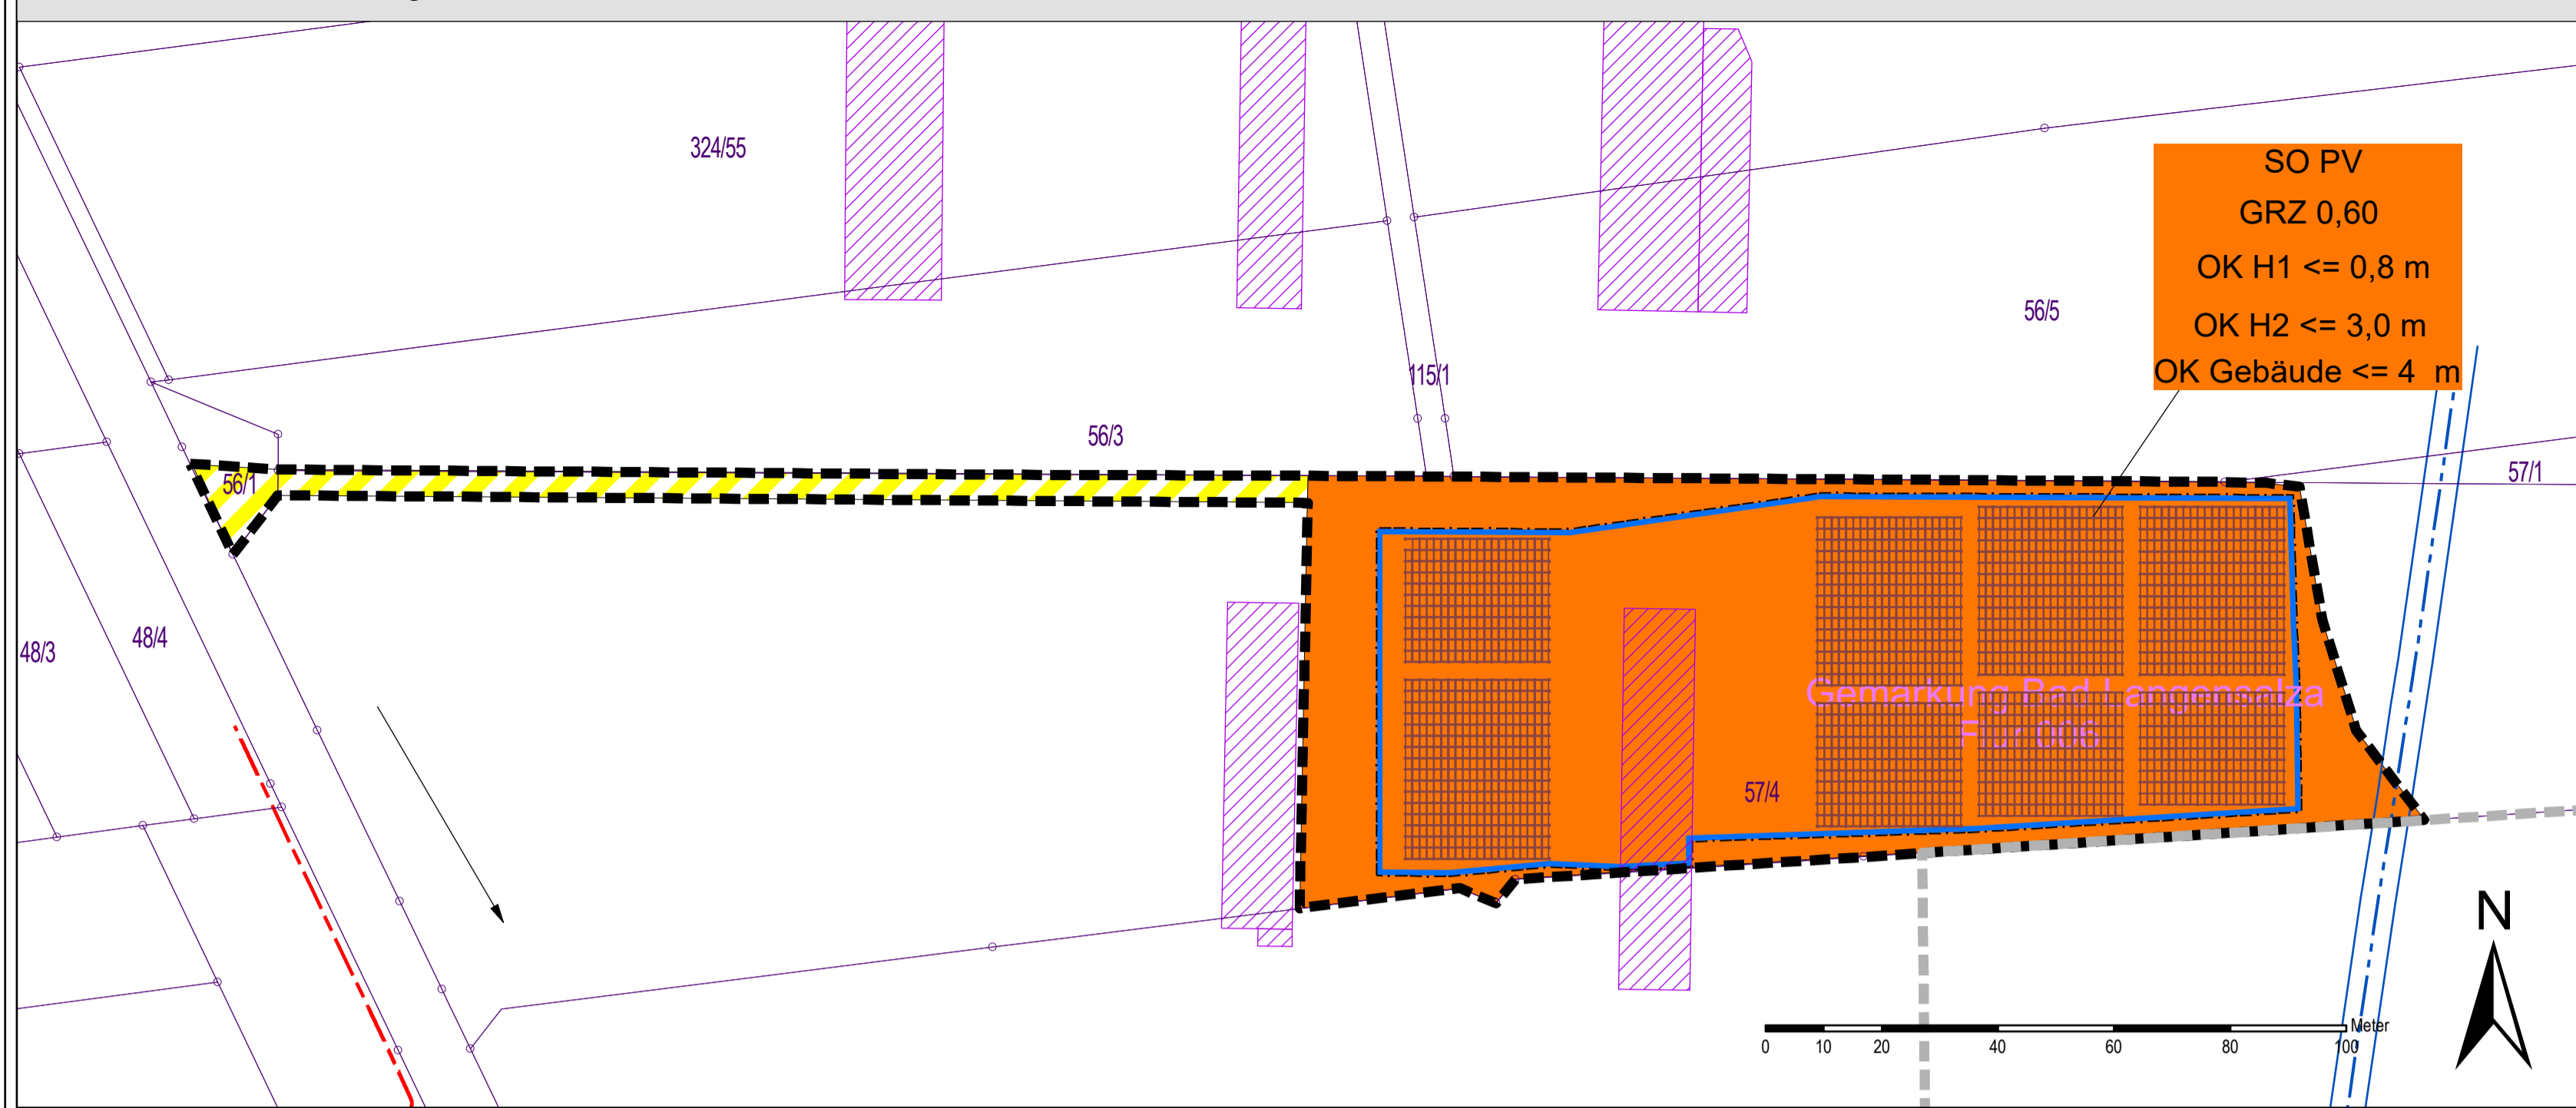 324/55
SO PV
GRZ 0,60
OK H1 <= 0,8 m
OK H2 <= 3,0 m
OK Gebäude <= 4 m
56/5
115/1
56/3
57/1
56/1
48/3
48/4
Gemarkung Bad Langensalza
Flur 006
57/4
N
Meter
0 10 20 40 60 80 100